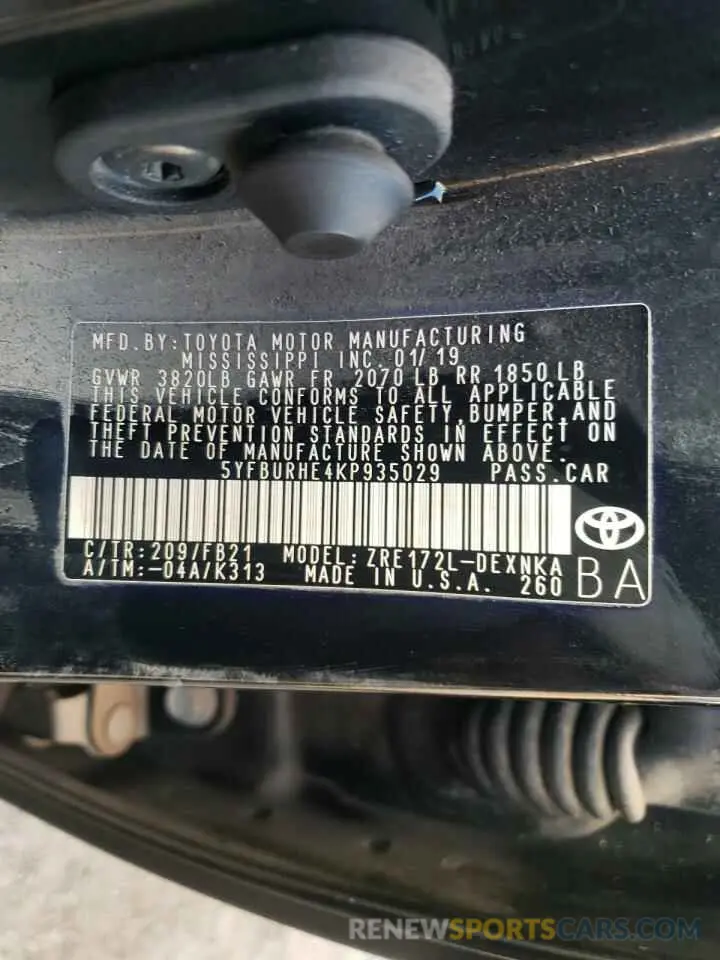 MFD.BY:TOYOTA MOTOR MANUFACTURING
MISSISSIPPI INC. 01/19
GVWR 3820LB GAWR FR 2070 LB RR 1850 LB
THIS VEHICLE CONFORMS TO ALL APPLICABLE
FEDERAL MOTOR VEHICLE SAFETY,BUMPER,AND
THEFT PREVENTION STANDARDS IN EFFECT ON
THE DATE OF MANUFACTURE SHOWN ABOVE.
5YFBURHE4KP935029 PASS.CAR
C/TR:209/FB21 MODEL:ZRE172L-DEXNKA
A/TM:-04A/K313 MADE IN U.S.A. 260
BA
RENEWSPORTSCARS.COM